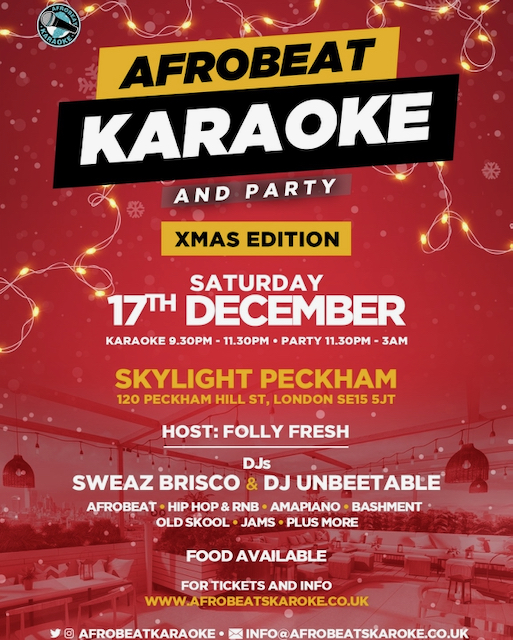 AFROBEAT
KARAOKE
AFROBEAT
KARAOKE
AND PARTY
XMAS EDITION
SATURDAY
17TH DECEMBER
KARAOKE 9.30PM - 11.30PM • PARTY 11.30PM - 3AM
SKYLIGHT PECKHAM
120 PECKHAM HILL ST, LONDON SE15 5JT
HOST: FOLLY FRESH
DJs
SWEAZ BRISCO & DJ UNBEETABLE
AFROBEAT • HIP HOP & RNB • AMAPIANO • BASHMENT
OLD SKOOL • JAMS • PLUS MORE
FOOD AVAILABLE
FOR TICKETS AND INFO
WWW.AFROBEATSKAROKE.CO.UK
AFROBEATKARAOKE • INFO@AFROBEATSKAROKE.CO.UK